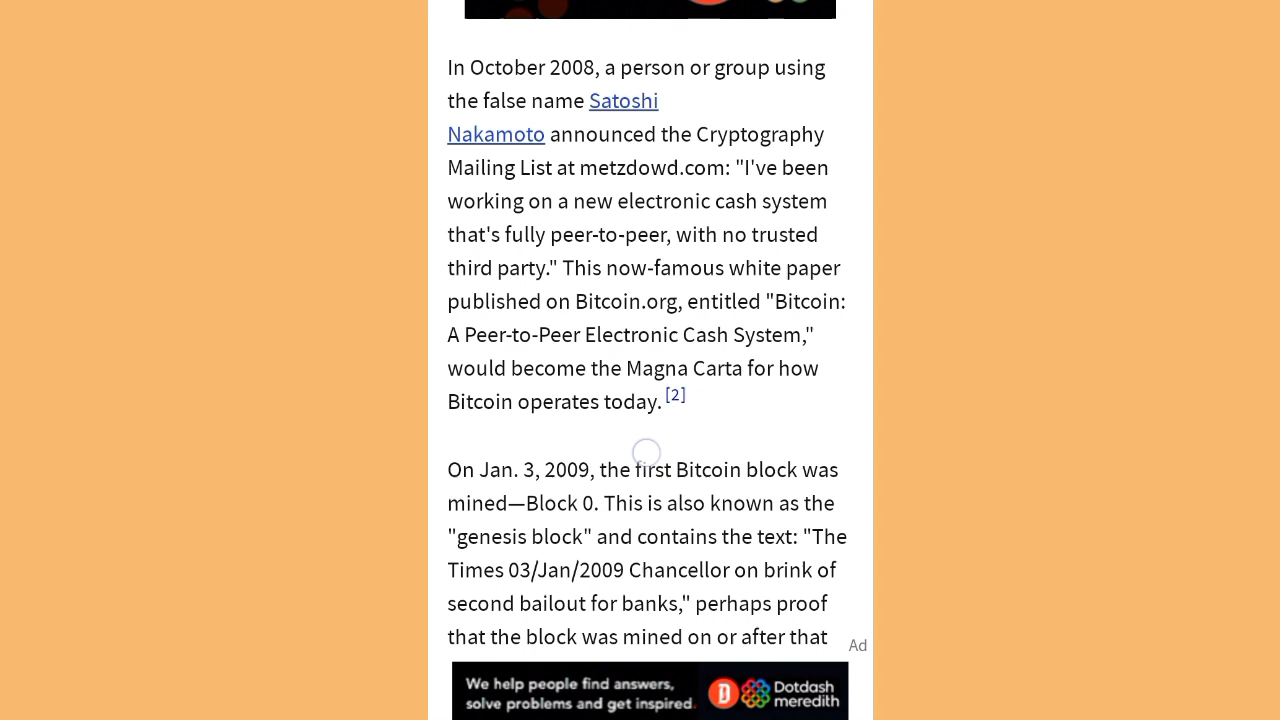 In October 2008, a person or group using
the false name Satoshi
Nakamoto announced the Cryptography
Mailing List at metzdowd.com: "I've been
working on a new electronic cash system
that's fully peer-to-peer, with no trusted
third party." This now-famous white paper
published on Bitcoin.org, entitled "Bitcoin:
A Peer-to-Peer Electronic Cash System,"
would become the Magna Carta for how
Bitcoin operates today. [2]
On Jan. 3, 2009, the first Bitcoin block was
mined—Block 0. This is also known as the
"genesis block" and contains the text: "The
Times 03/Jan/2009 Chancellor on brink of
second bailout for banks," perhaps proof
that the block was mined on or after that
Ad
We help people find answers,
solve problems and get inspired.
D
Dotdash
meredith